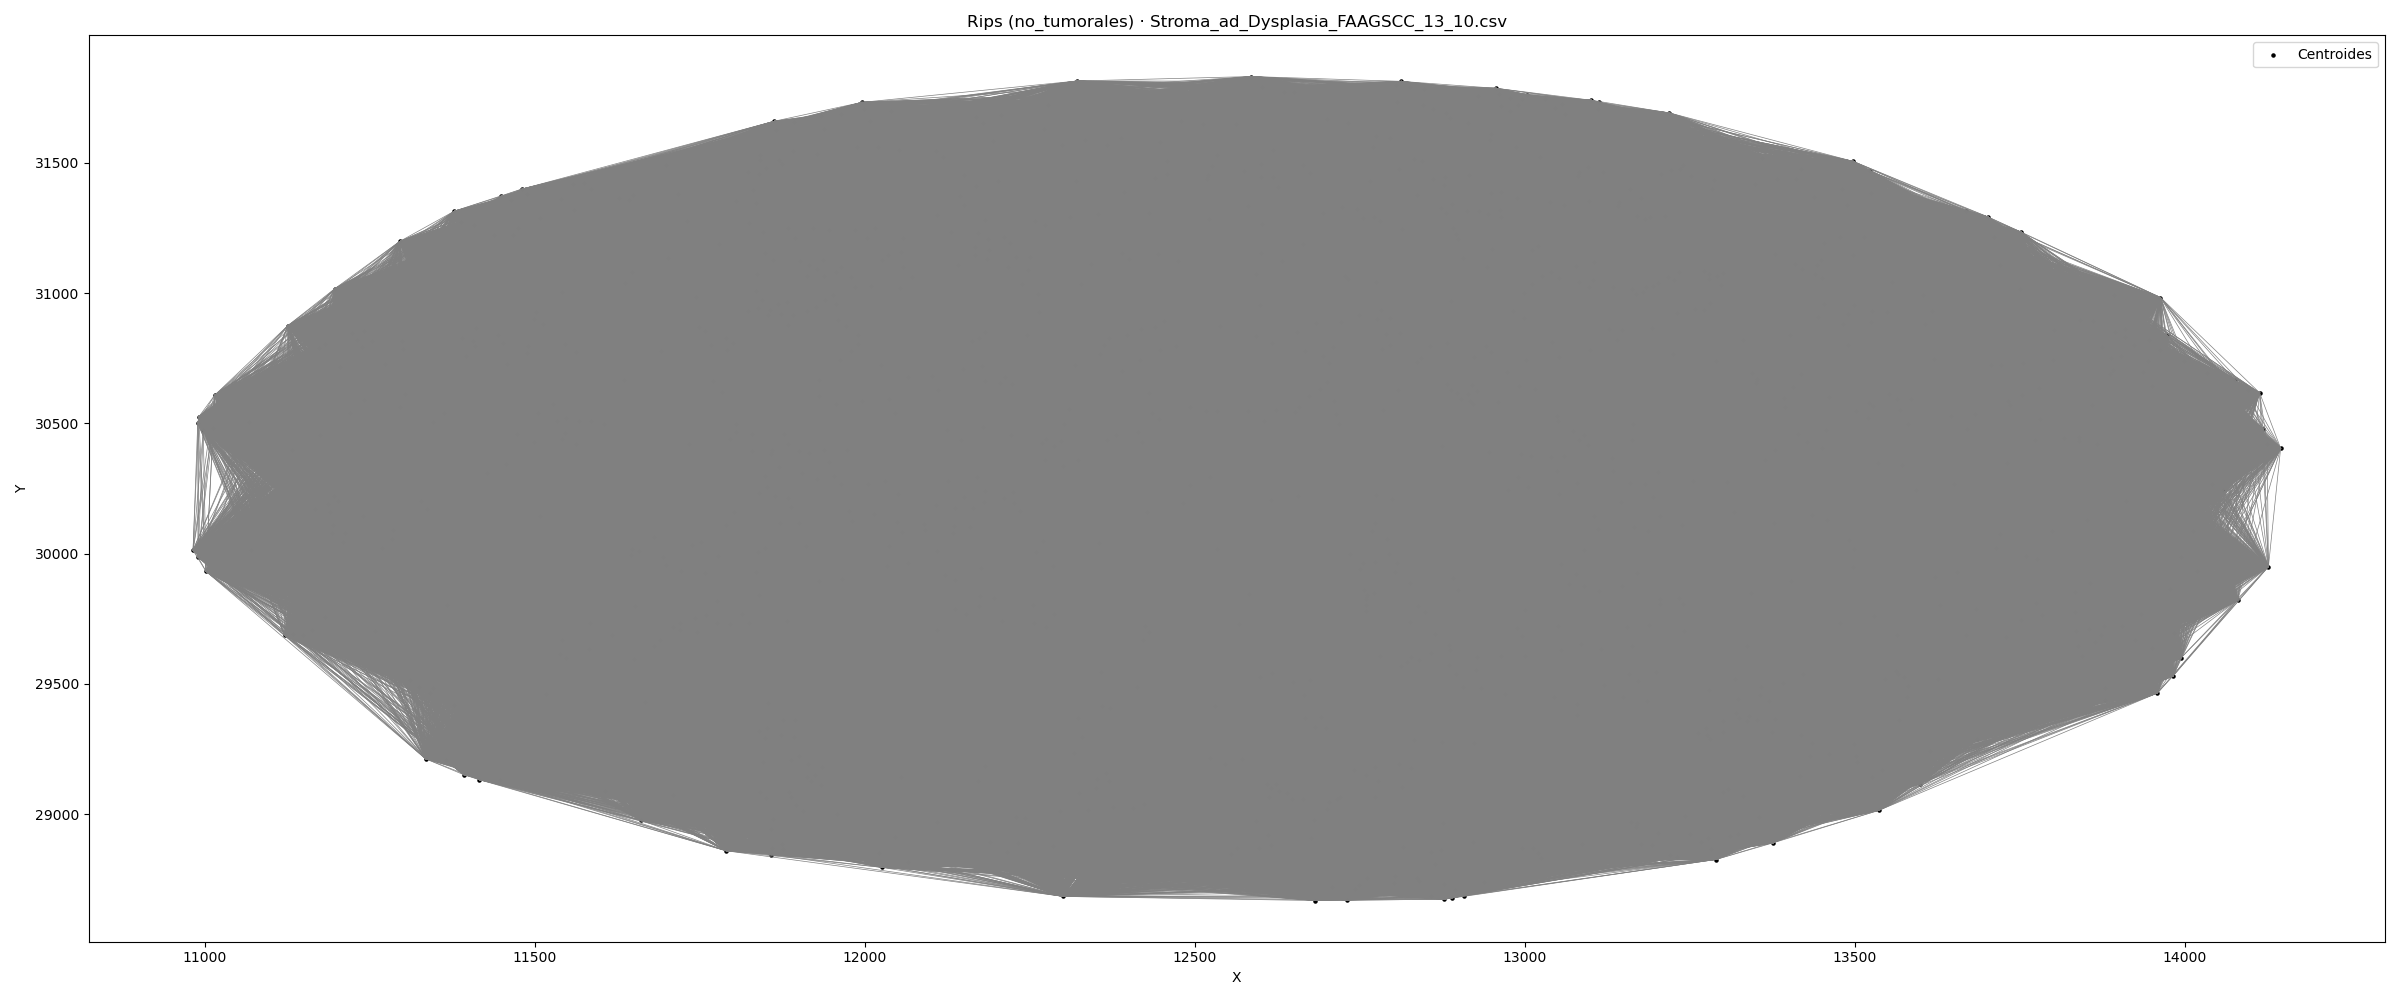 Rips (no_tumorales) · Stroma_ad_Dysplasia_FAAGSCC_13_10.csv
Centroides
31500
31000
30500
30000
29500
29000
Y
11000 11500 12000 12500 13000 13500 14000
X